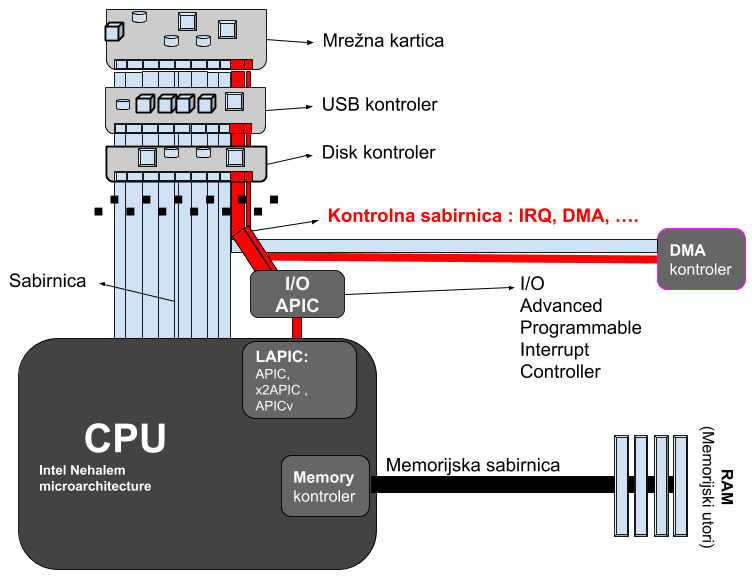 Mrežna kartica
USB kontroler
Disk kontroler
Kontrolna sabirnica : IRQ, DMA, ....
DMA
kontroler
Sabirnica
I/O
APIC
I/O
Advanced
Programmable
Interrupt
Controller
LAPIC:
APIC,
x2APIC ,
APICv
CPU
Intel Nehalem
microarchitecture
Memory
kontroler
Memorijska sabirnica
RAM
(Memorijski utori)